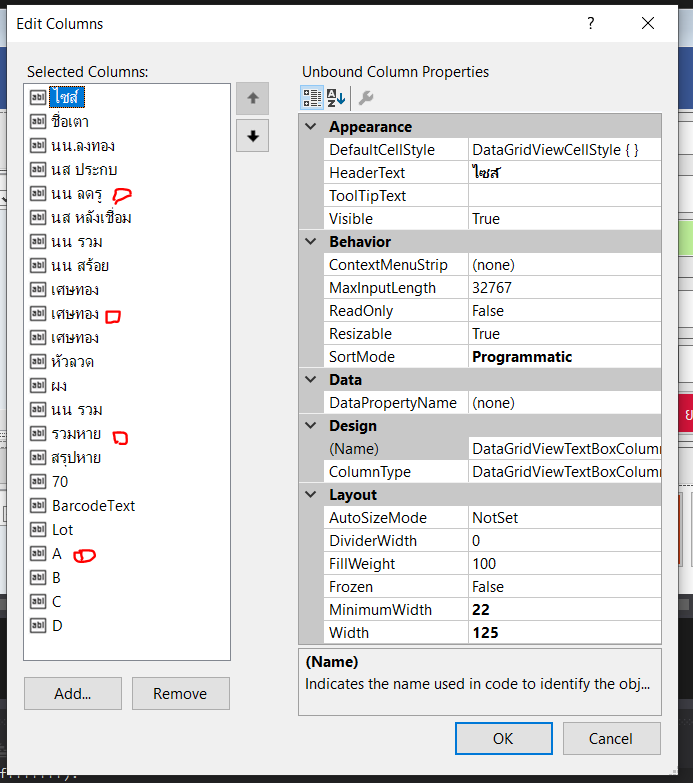 Edit Columns
?
Selected Columns:
Unbound Column Properties
ไซส์
ชื่อเตา
นน.ลงทอง
นส ประกบ
นน ลดรู
นส หลังเชื่อม
นน รวม
นน สร้อย
เศษทอง
เศษทอง
เศษทอง
หัวลวด
ผง
นน รวม
รวมหาย
สรุปหาย
70
BarcodeText
Lot
A
B
C
D
Appearance
DefaultCellStyle DataGridViewCellStyle { }
HeaderText ไซส์
ToolTipText
Visible True
Behavior
ContextMenuStrip (none)
MaxInputLength 32767
ReadOnly False
Resizable True
SortMode Programmatic
Data
DataPropertyName (none)
Design
(Name) DataGridViewTextBoxColum
ColumnType DataGridViewTextBoxColum
Layout
AutoSizeMode NotSet
DividerWidth 0
FillWeight 100
Frozen False
MinimumWidth 22
Width 125
(Name)
Indicates the name used in code to identify the obj...
Add...
Remove
OK
Cancel